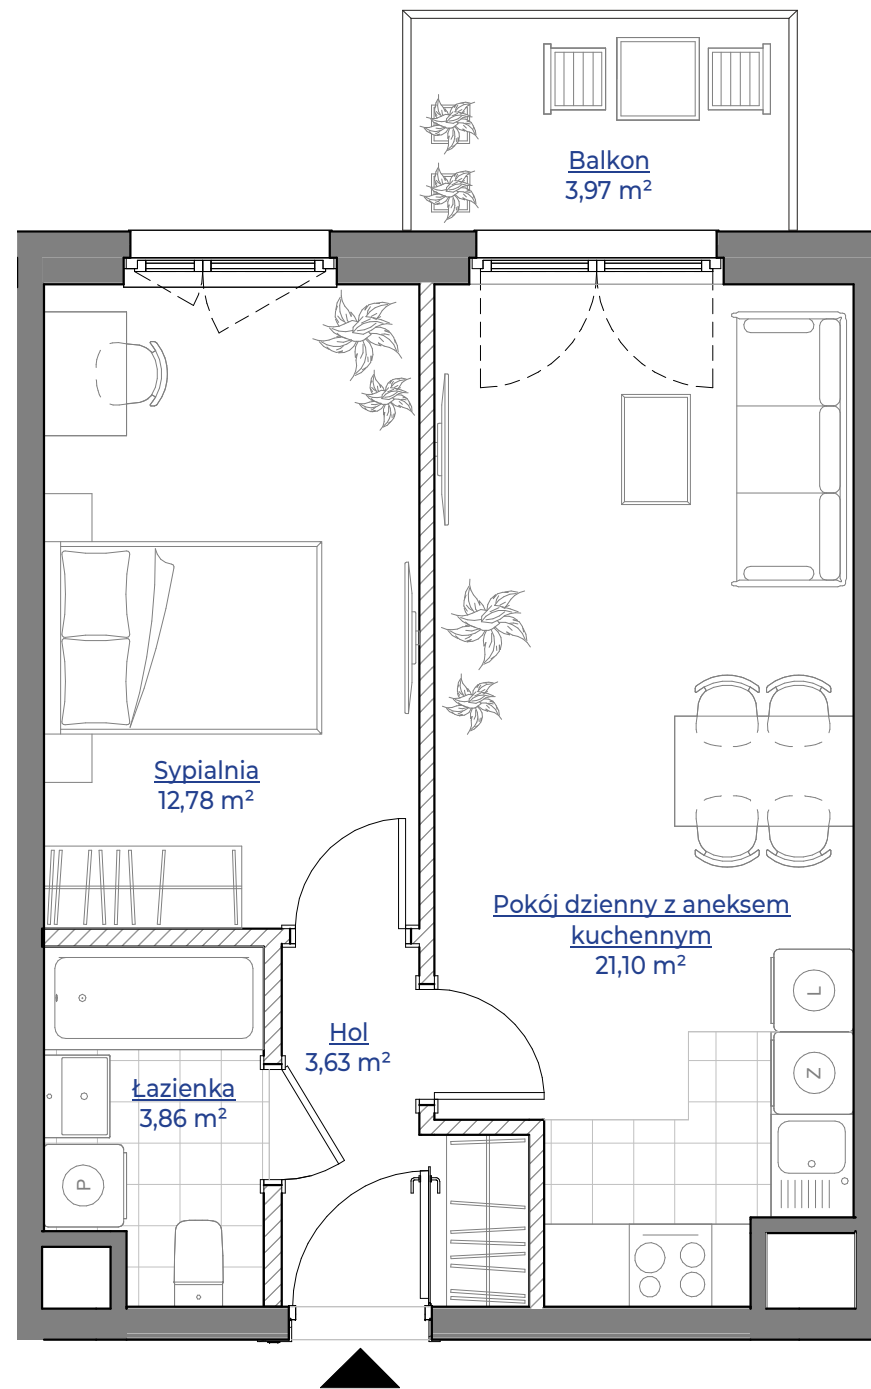 Balkon
3,97 m²
Sypialnia
12,78 m²
Pokój dzienny z aneksem
kuchennym
21,10 m²
L
Hol
3,63 m²
Z
Łazienka
3,86 m²
P